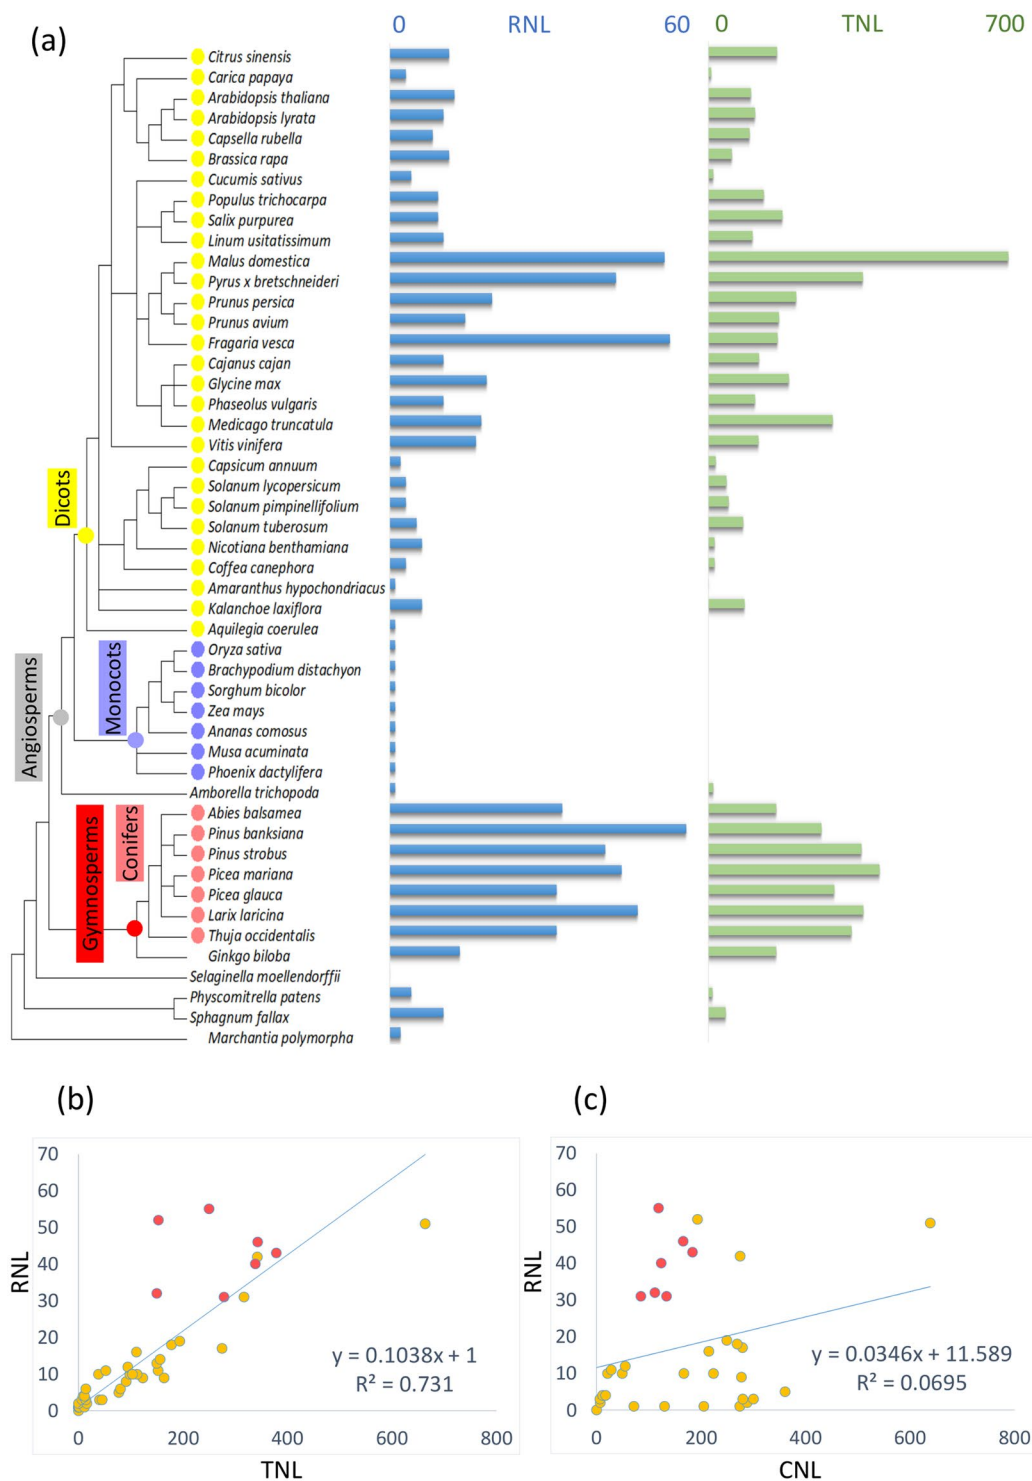 (a)
0 RNL 60 0 TNL 700
Citrus sinensis
Carica papaya
Arabidopsis thaliana
Arabidopsis lyrata
Capsella rubella
Brassica rapa
Cucumis sativus
Populus trichocarpa
Salix purpurea
Linum usitatissimum
Malus domestica
Pyrus x bretschneideri
Prunus persica
Prunus avium
Fragaria vesca
Cajanus cajan
Glycine max
Phaseolus vulgaris
Medicago truncatula
Vitis vinifera
Capsicum annuum
Solanum lycopersicum
Solanum pimpinellifolium
Solanum tuberosum
Nicotiana benthamiana
Coffea canephora
Amaranthus hypochondriacus
Kalanchoe laxiflora
Aquilegia coerulea
Oryza sativa
Brachypodium distachyon
Sorghum bicolor
Zea mays
Ananas comosus
Musa acuminata
Phoenix dactylifera
Amborella trichopoda
Abies balsamea
Pinus banksiana
Pinus strobus
Picea mariana
Picea glauca
Larix laricina
Thuja occidentalis
Ginkgo biloba
Selaginella moellendorffii
Physcomitrella patens
Sphagnum fallax
Marchantia polymorpha
Dicots
Monocots
Angiosperms
Conifers
Gymnosperms
(b)
70
60
50
40
30
20
10
0
RNL
y = 0.1038x + 1
R² = 0.731
0 200 400 600 800
TNL
(c)
70
60
50
40
30
20
10
0
RNL
y = 0.0346x + 11.589
R² = 0.0695
0 200 400 600 800
CNL